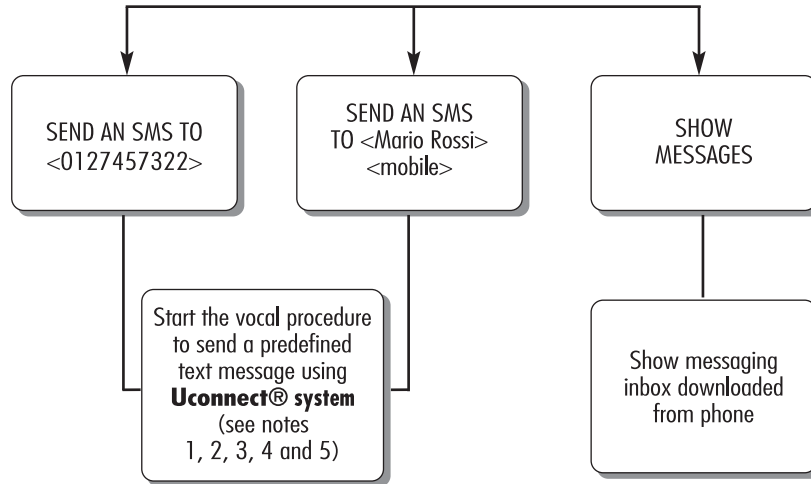 SEND AN SMS TO
<0127457322>
SEND AN SMS
TO <Mario Rossi>
<mobile>
SHOW
MESSAGES
Start the vocal procedure
to send a predefined
text message using
Uconnect® system
(see notes
1, 2, 3, 4 and 5)
Show messaging
inbox downloaded
from phone